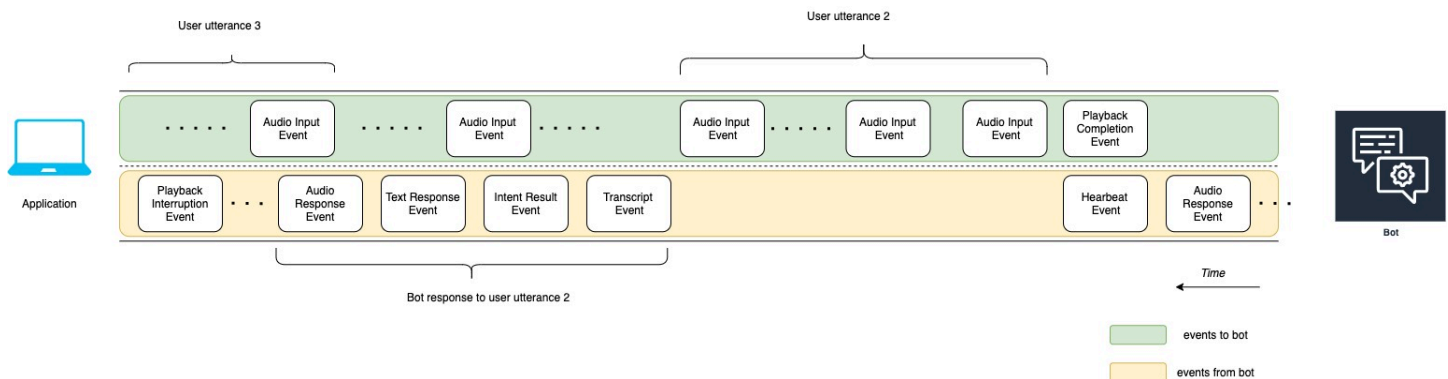 User utterance 3
User utterance 2
. . . . .
Audio Input
Event
. . . . .
Audio Input
Event
. . . . .
Audio Input
Event
. . . . .
Audio Input
Event
Audio Input
Event
Playback
Completion
Event
Application
Playback
Interruption
Event
. . .
Audio
Response
Event
Text Response
Event
Intent Result
Event
Transcript
Event
Hearbeat
Event
Audio
Response
Event
. . .
Bot
Bot response to user utterance 2
Time
events to bot
events from bot